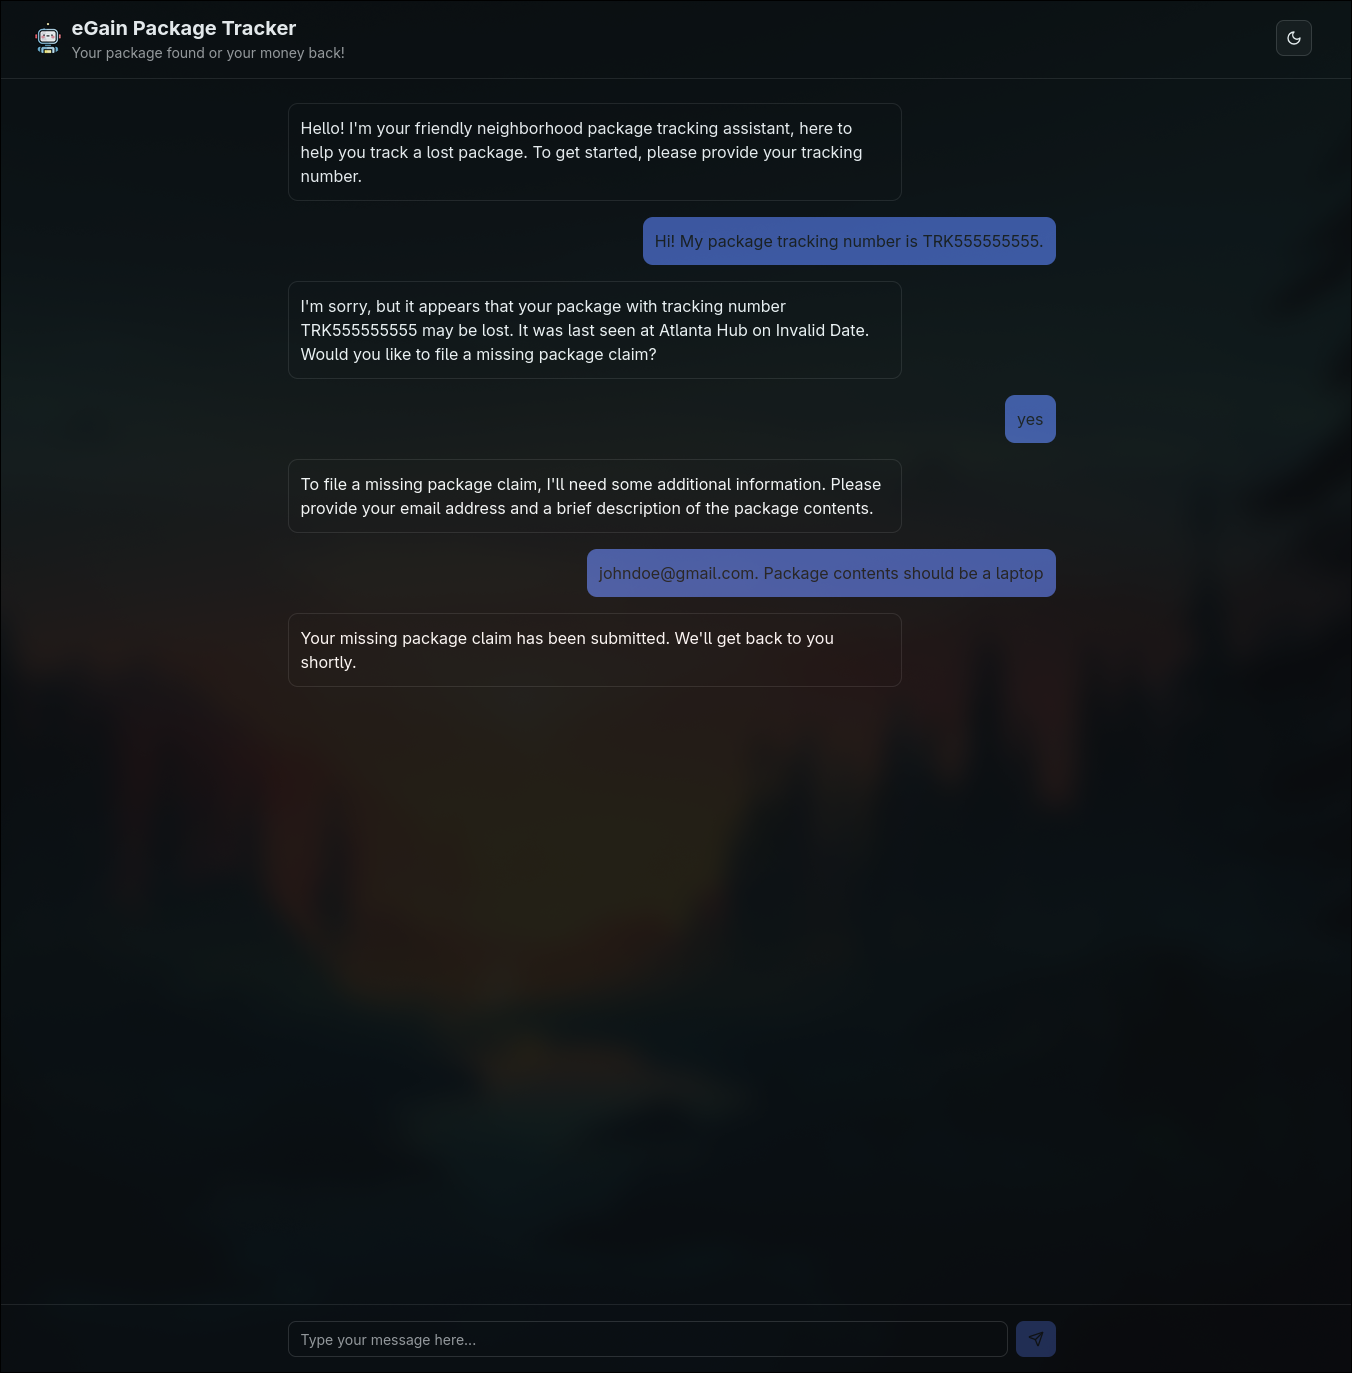 eGain Package Tracker
Your package found or your money back!
Hello! I'm your friendly neighborhood package tracking assistant, here to
help you track a lost package. To get started, please provide your tracking
number.
Hi! My package tracking number is TRK555555555.
I'm sorry, but it appears that your package with tracking number
TRK555555555 may be lost. It was last seen at Atlanta Hub on Invalid Date.
Would you like to file a missing package claim?
yes
To file a missing package claim, I'll need some additional information. Please
provide your email address and a brief description of the package contents.
johndoe@gmail.com. Package contents should be a laptop
Your missing package claim has been submitted. We'll get back to you
shortly.
Type your message here...